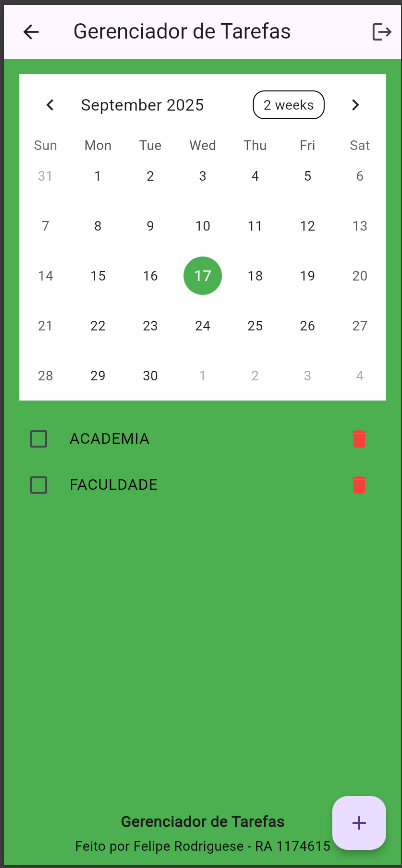 Gerenciador de Tarefas
September 2025 2 weeks
Sun Mon Tue Wed Thu Fri Sat
31 1 2 3 4 5 6
7 8 9 10 11 12 13
14 15 16 17 18 19 20
21 22 23 24 25 26 27
28 29 30 1 2 3 4
ACADEMIA
FACULDADE
Gerenciador de Tarefas
Feito por Felipe Rodriguese - RA 1174615